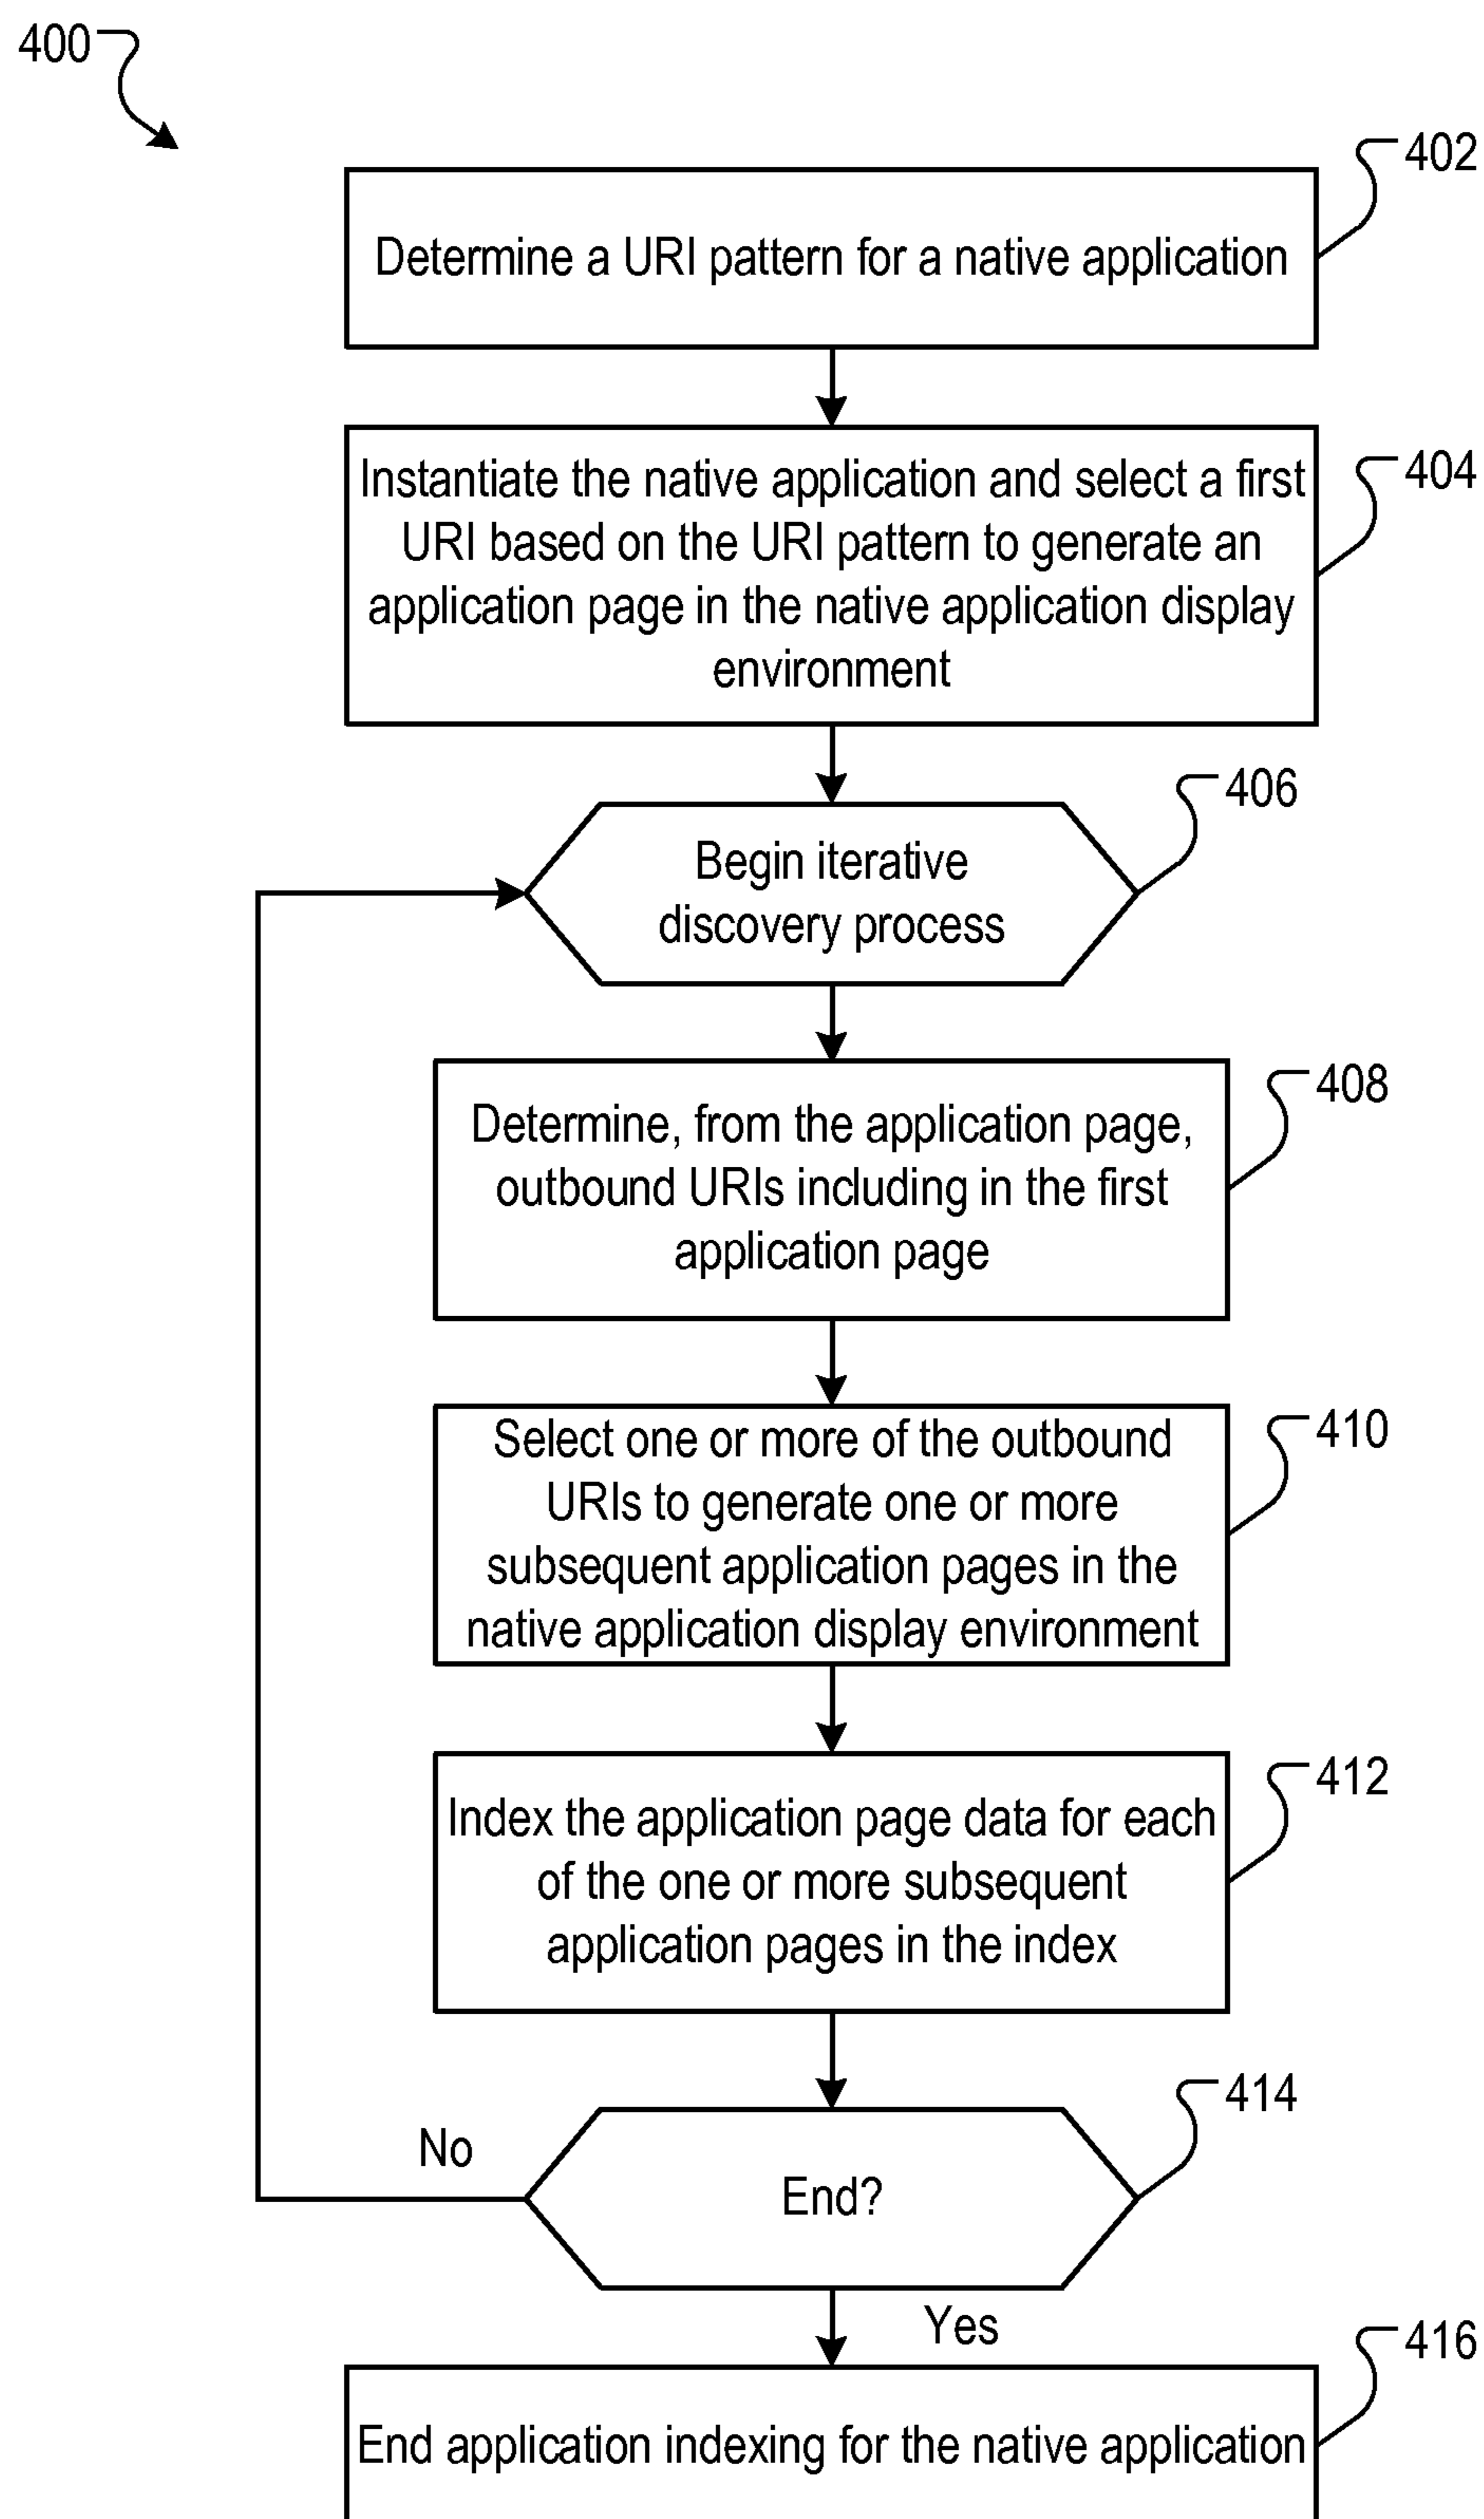 400
402
Determine a URI pattern for a native application
404
Instantiate the native application and select a first
URI based on the URI pattern to generate an
application page in the native application display
environment
406
Begin iterative
discovery process
408
Determine, from the application page,
outbound URIs including in the first
application page
410
Select one or more of the outbound
URIs to generate one or more
subsequent application pages in the
native application display environment
412
Index the application page data for each
of the one or more subsequent
application pages in the index
414
No
End?
Yes
416
End application indexing for the native application